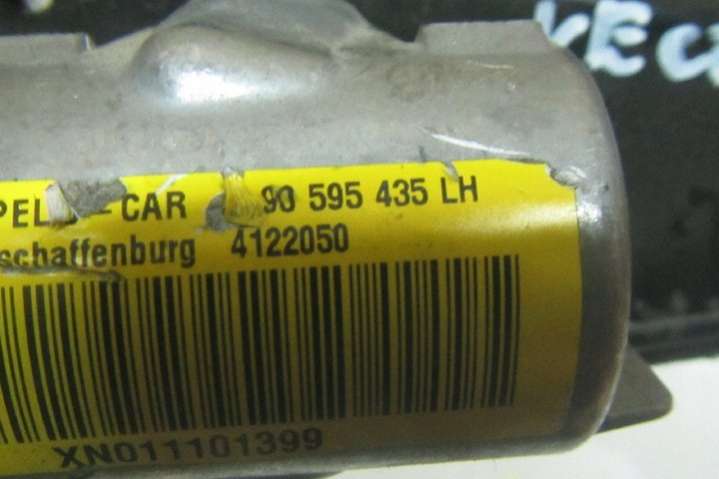 VEC
PEL - CAR 90 595 435 LH
schaffenburg 4122050
XN011101399